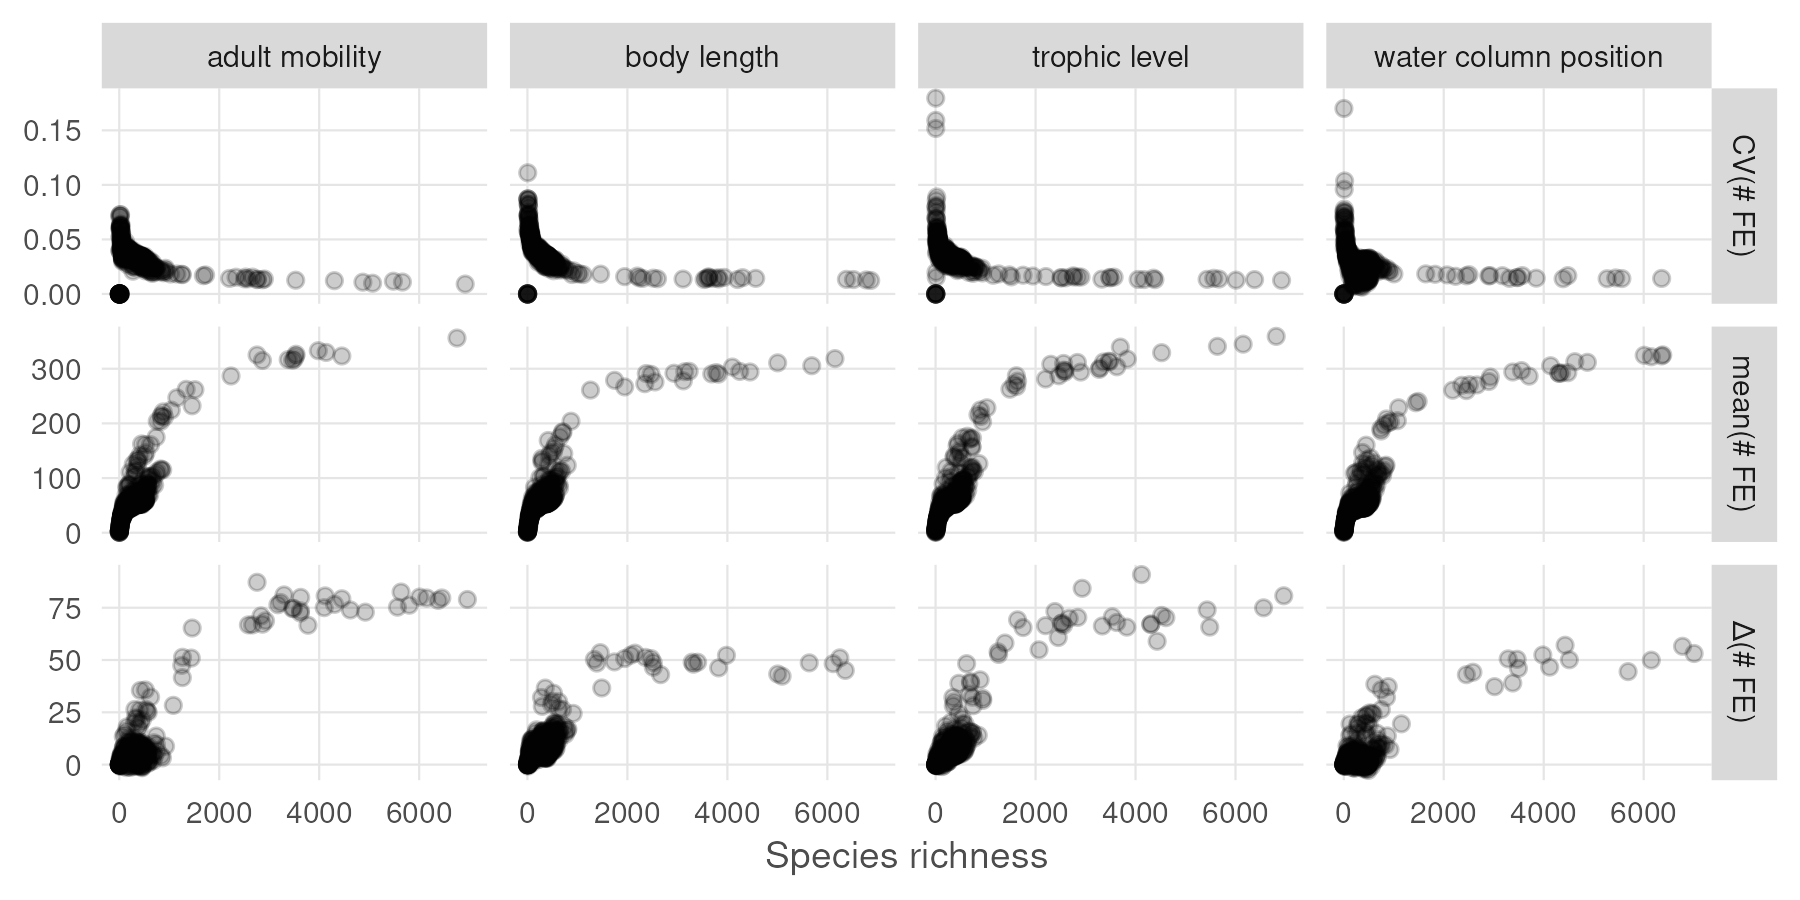 adult mobility body length trophic level water column position
0.15
0.10
0.05
0.00
CV(# FE)
300
200
100
0
mean(# FE)
75
50
25
0
Δ(# FE)
0 2000 4000 6000 0 2000 4000 6000 0 2000 4000 6000 0 2000 4000 6000
Species richness